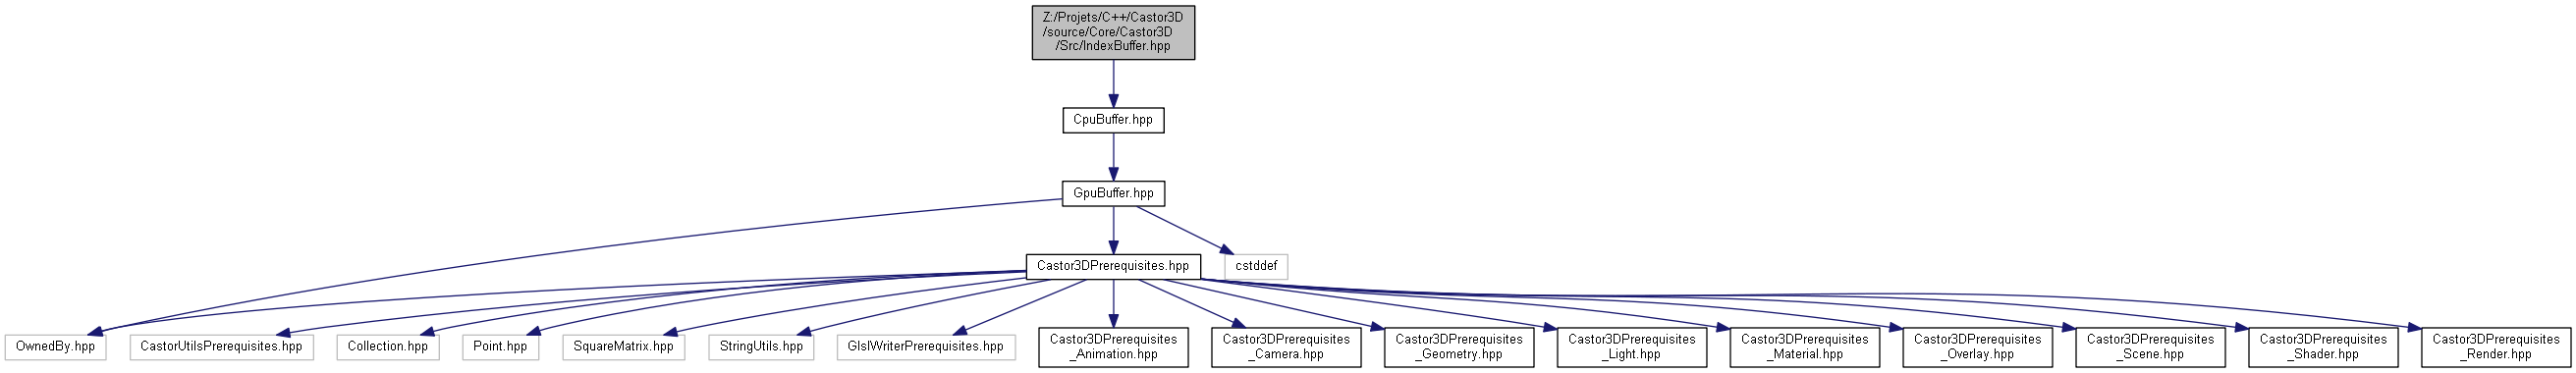 Z:/Projets/C++/Castor3D
/source/Core/Castor3D
/Src/IndexBuffer.hpp
CpuBuffer.hpp
GpuBuffer.hpp
Castor3DPrerequisites.hpp
cstddef
OwnedBy.hpp
CastorUtilsPrerequisites.hpp
Collection.hpp
Point.hpp
SquareMatrix.hpp
StringUtils.hpp
GlslWriterPrerequisites.hpp
Castor3DPrerequisites
_Animation.hpp
Castor3DPrerequisites
_Camera.hpp
Castor3DPrerequisites
_Geometry.hpp
Castor3DPrerequisites
_Light.hpp
Castor3DPrerequisites
_Material.hpp
Castor3DPrerequisites
_Overlay.hpp
Castor3DPrerequisites
_Scene.hpp
Castor3DPrerequisites
_Shader.hpp
Castor3DPrerequisites
_Render.hpp